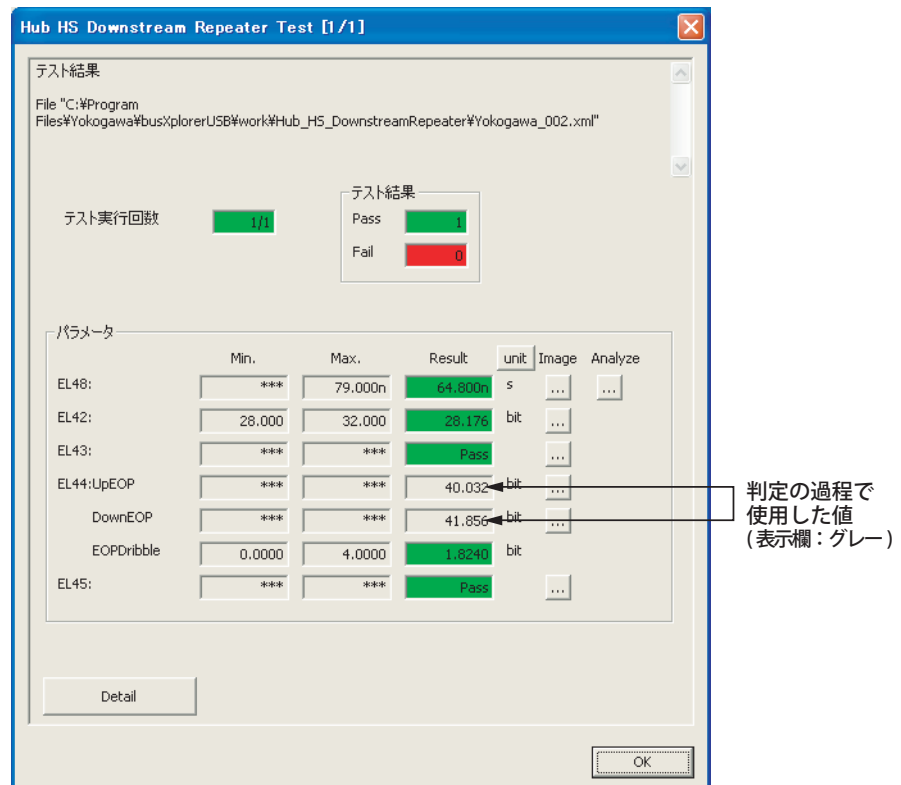 Hub HS Downstream Repeater Test [1/1]
テスト結果
File "C:¥Program
Files¥Yokogawa¥busXplorerUSB¥work¥Hub_HS_DownstreamRepeater¥Yokogawa_002.xml"
テスト結果
テスト実行回数 1/1 Pass 1
Fail 0
パラメータ
Min. Max. Result unit Image Analyze
EL48: *** 79.000n 64.800n s ... ...
EL42: 28.000 32.000 28.176 bit ...
EL43: *** *** Pass ...
EL44:UpEOP *** *** 40.032 bit ...
DownEOP *** *** 41.856 bit ...
EOPDribble 0.0000 4.0000 1.8240 bit
EL45: *** *** Pass ...
判定の過程で
使用した値
(表示欄：グレー)
Detail
OK